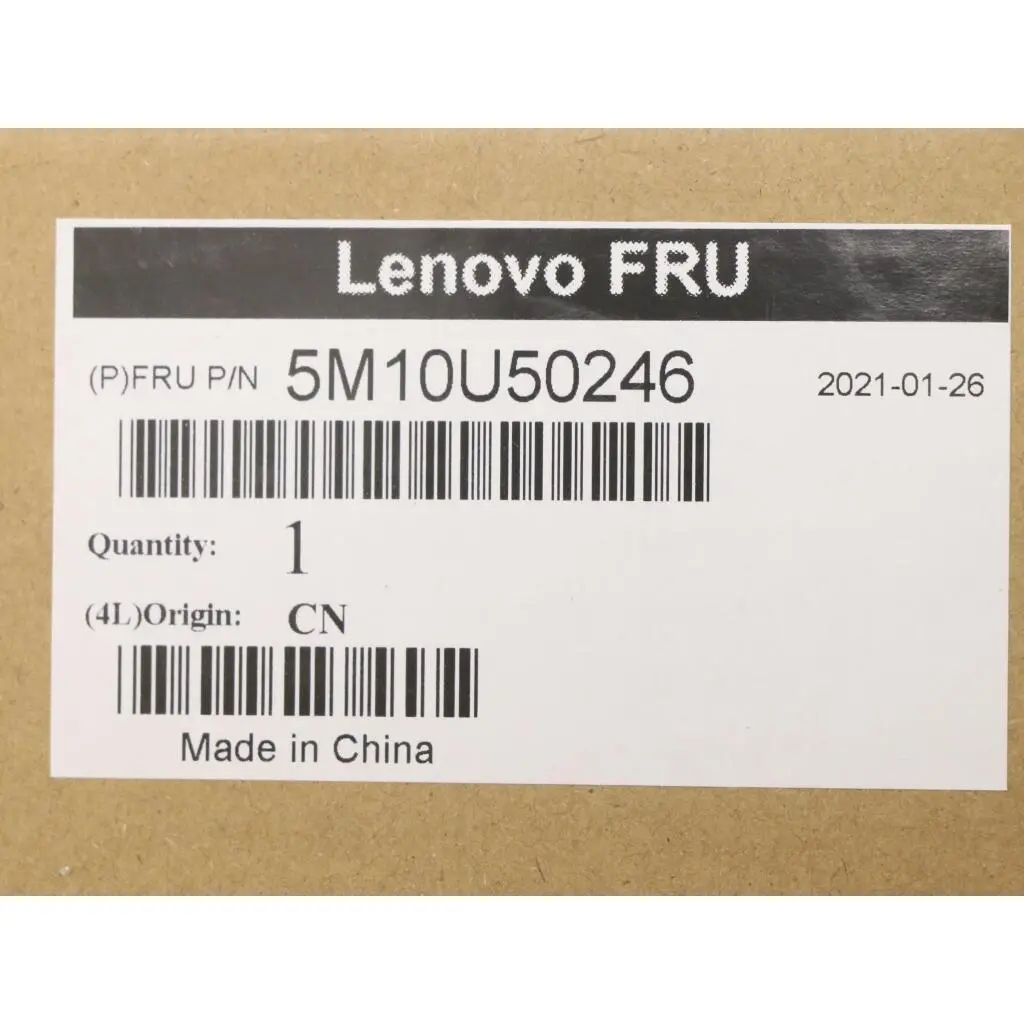 Lenovo FRU
(P)FRU P/N 5M10U50246 2021-01-26
Quantity: 1
(4L)Origin: CN
Made in China